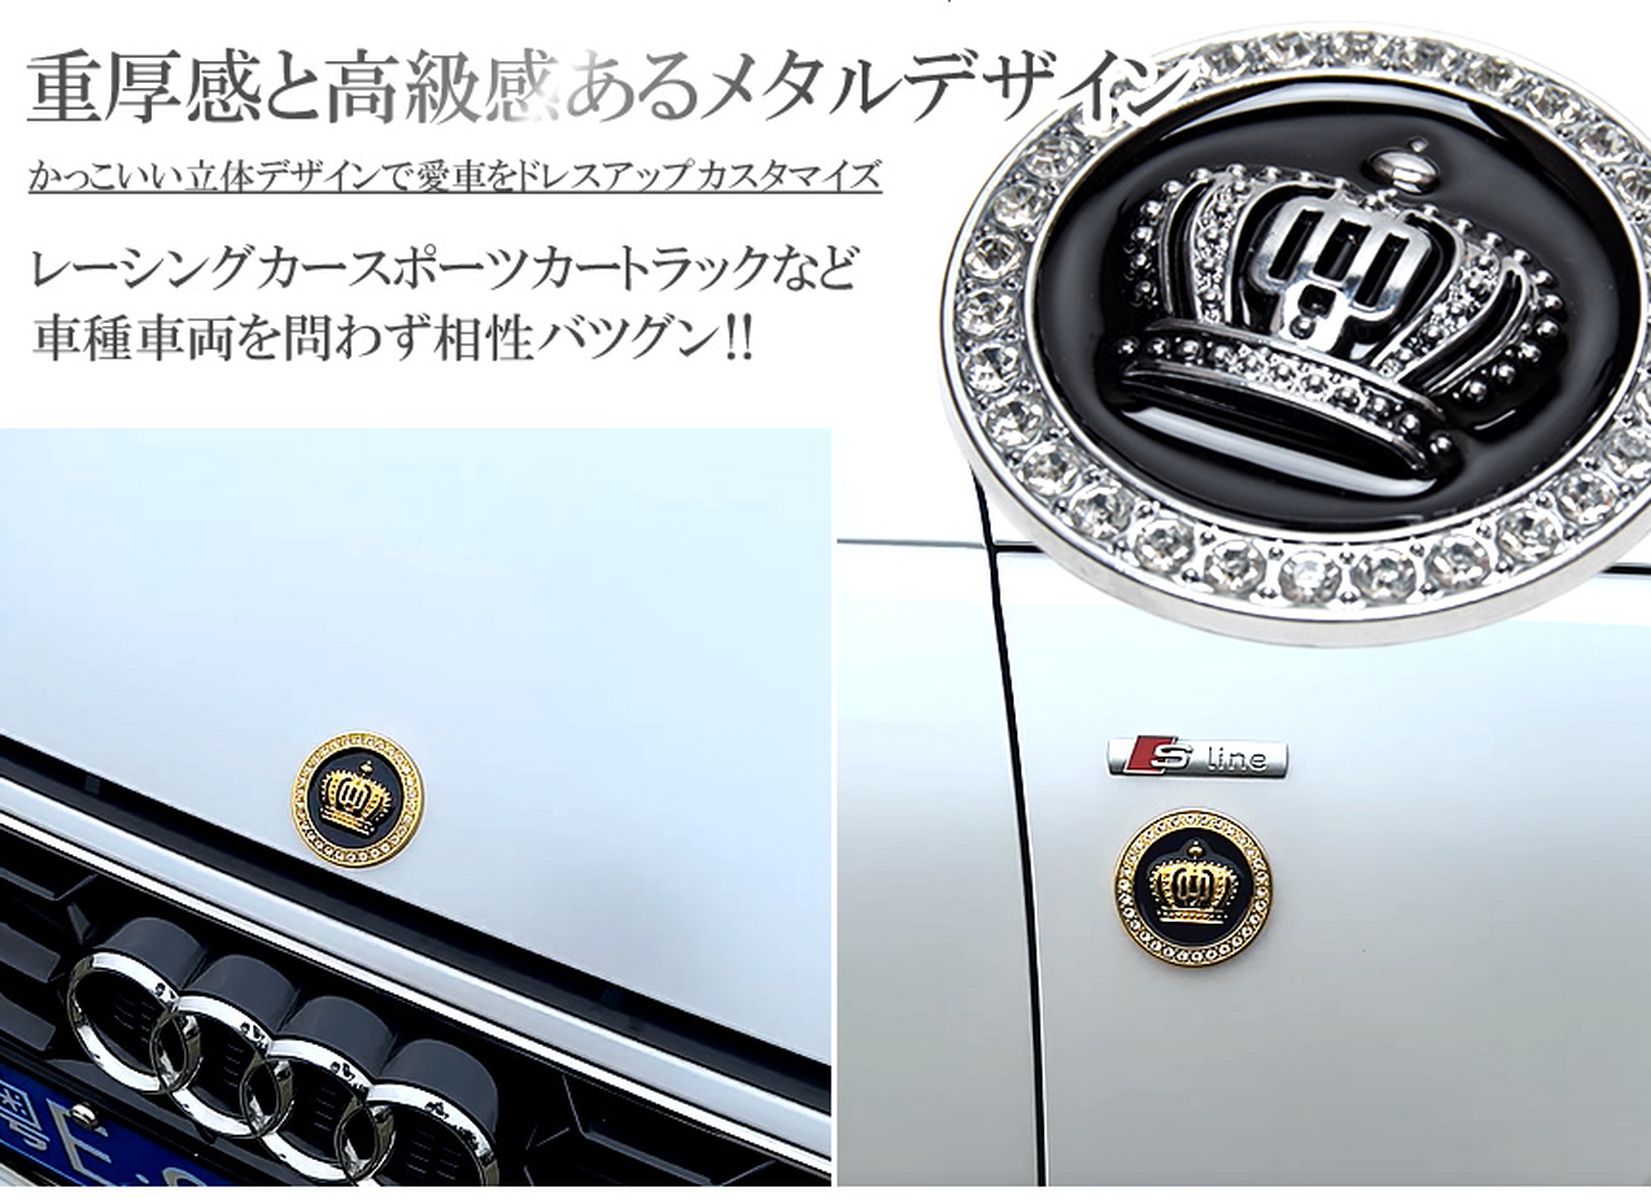 重厚感と高級感あるメタルデザイン
かっこいい立体デザインで愛車をドレスアップカスタマイズ
レーシングカースポーツカートラックなど
車種車両を問わず相性バツグン!!
S line
粤E